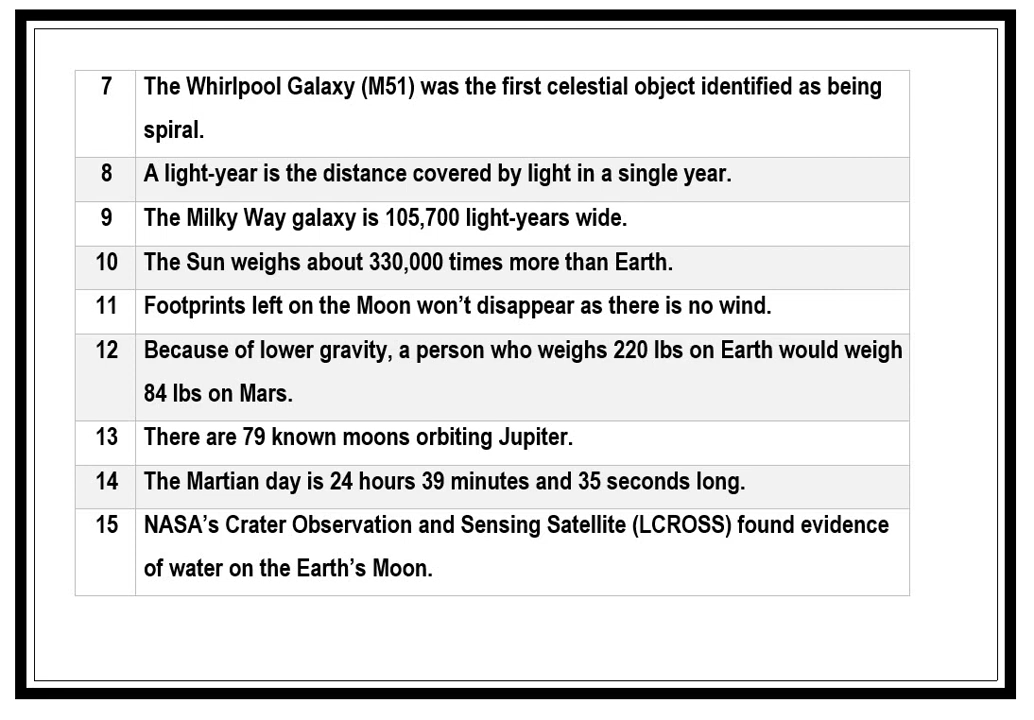 7 The Whirlpool Galaxy (M51) was the first celestial object identified as being
spiral.
8 A light-year is the distance covered by light in a single year.
9 The Milky Way galaxy is 105,700 light-years wide.
10 The Sun weighs about 330,000 times more than Earth.
11 Footprints left on the Moon won’t disappear as there is no wind.
12 Because of lower gravity, a person who weighs 220 lbs on Earth would weigh
84 lbs on Mars.
13 There are 79 known moons orbiting Jupiter.
14 The Martian day is 24 hours 39 minutes and 35 seconds long.
15 NASA’s Crater Observation and Sensing Satellite (LCROSS) found evidence
of water on the Earth’s Moon.